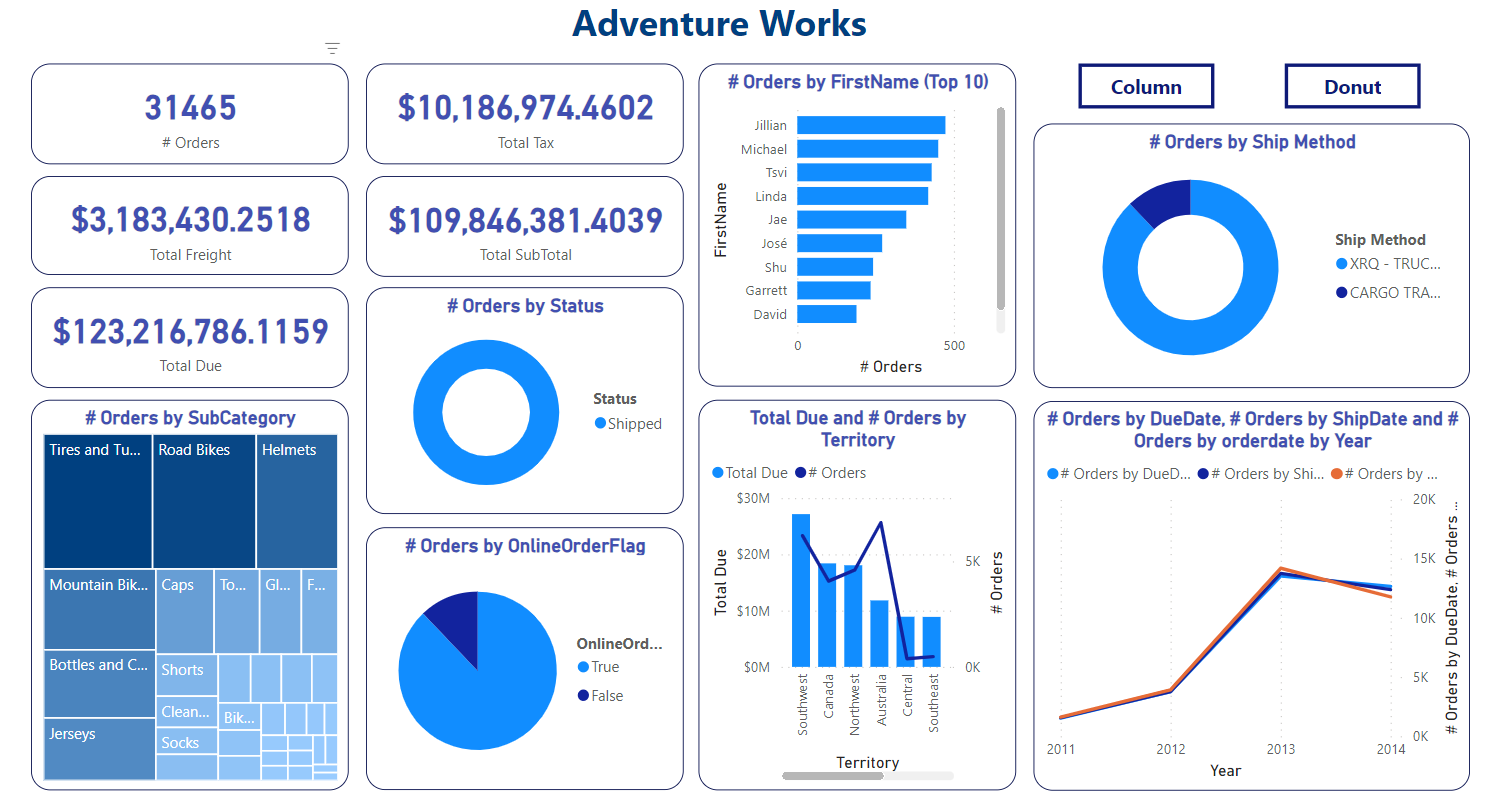 Adventure Works
31465
# Orders
$10,186,974.4602
Total Tax
$3,183,430.2518
Total Freight
$109,846,381.4039
Total SubTotal
$123,216,786.1159
Total Due
# Orders by SubCategory
Tires and Tu...
Road Bikes
Helmets
Mountain Bik...
Caps
To...
Gl...
F...
Bottles and C...
Shorts
Clean...
Bik...
Jerseys
Socks
# Orders by Status
Status
Shipped
# Orders by OnlineOrderFlag
OnlineOrd...
True
False
# Orders by FirstName (Top 10)
FirstName
Jillian
Michael
Tsvi
Linda
Jae
José
Shu
Garrett
David
0
500
# Orders
Total Due and # Orders by
Territory
Total Due
# Orders
$30M
$20M
$10M
$0M
Total Due
5K
0K
# Orders
Southwest
Canada
Northwest
Australia
Central
Southeast
Territory
Column
Donut
# Orders by Ship Method
Ship Method
XRQ - TRUC...
CARGO TRA...
# Orders by DueDate, # Orders by ShipDate and #
Orders by orderdate by Year
# Orders by DueD...
# Orders by Shi...
# Orders by ...
20K
15K
10K
5K
0K
# Orders by DueDate, # Orders ...
2011
2012
2013
2014
Year